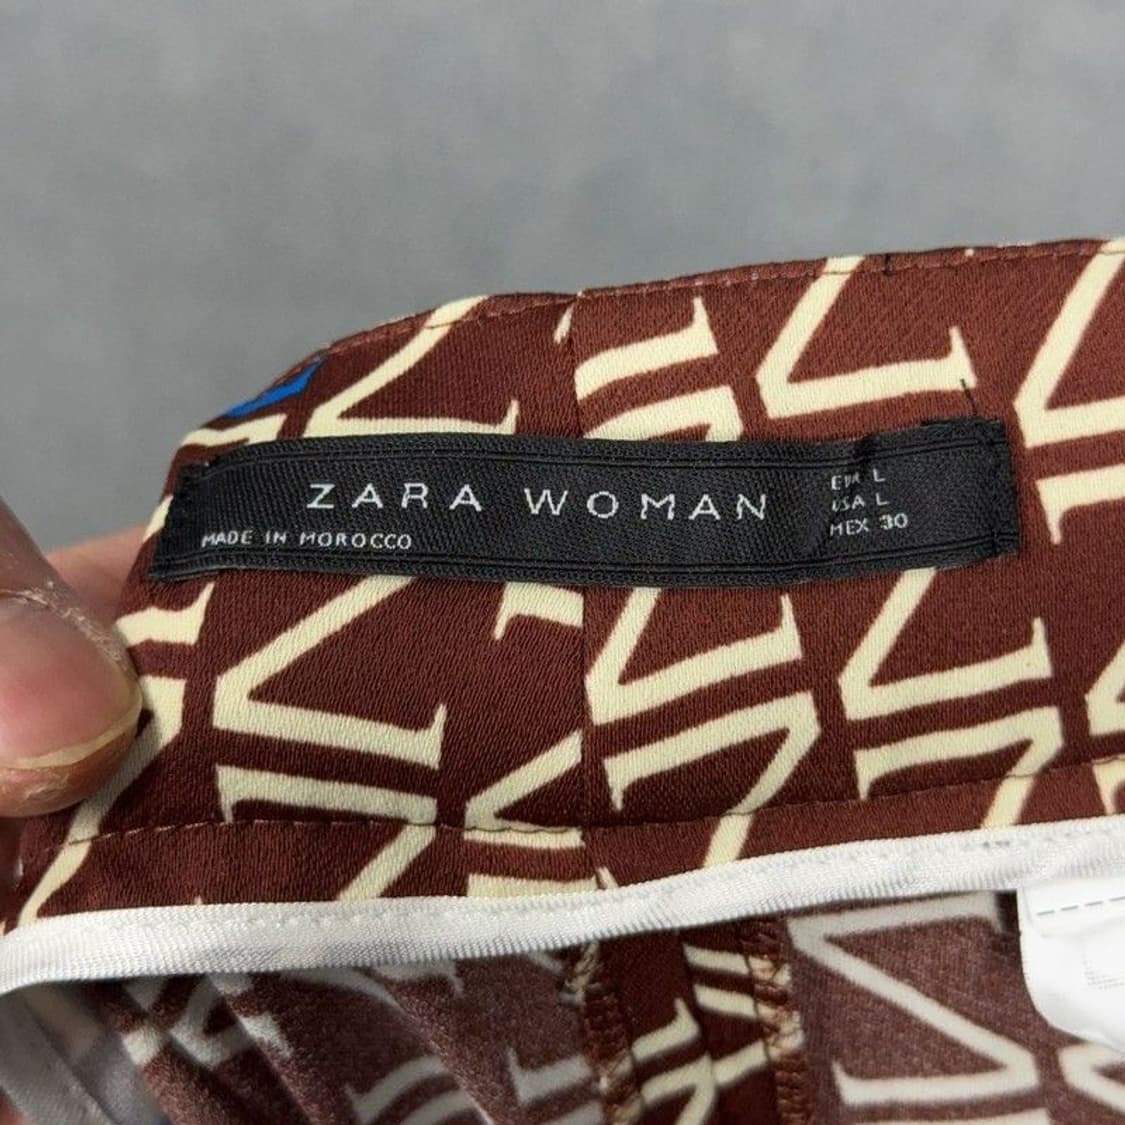 ZARA WOMAN
MADE IN MOROCCO
EUR L
USA L
MEX 30